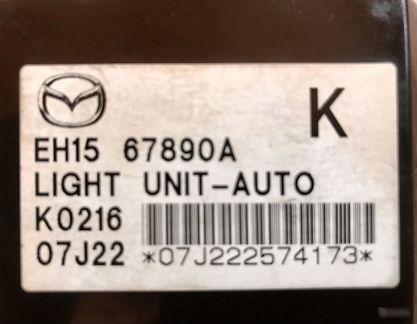 K
EH15 67890A
LIGHT UNIT-AUTO
K0216
07J22 *07J222574173*